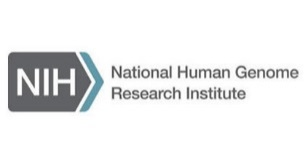 NIH
National Human Genome
Research Institute